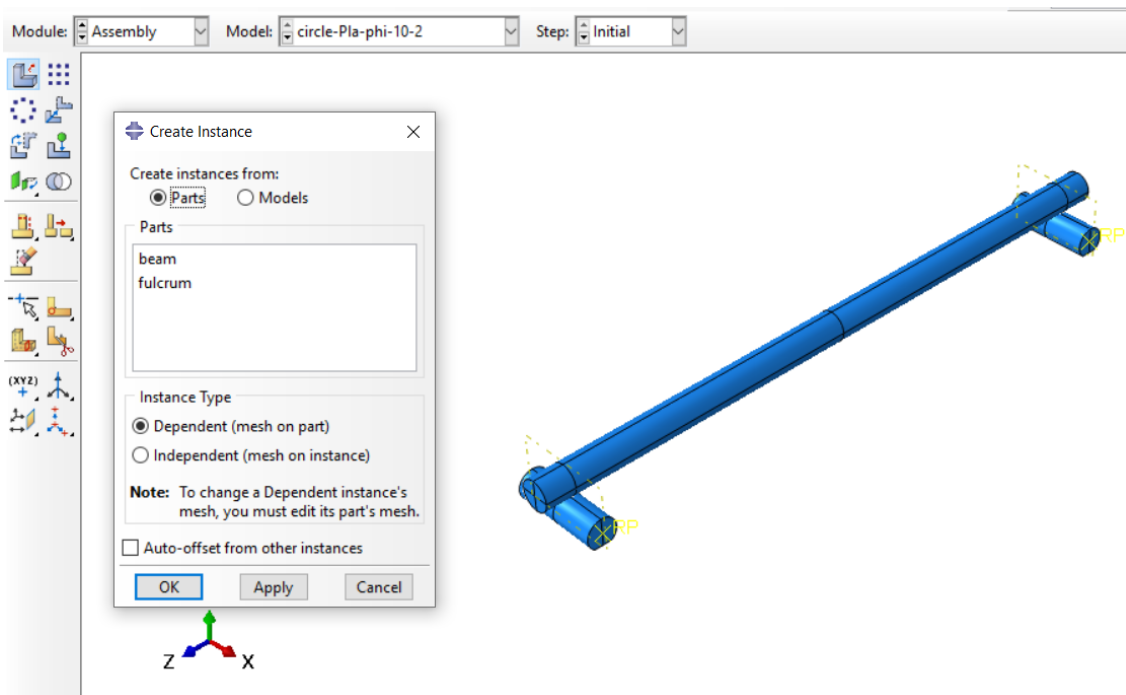 Module: Assembly Model: circle-Pla-phi-10-2 Step: Initial
Create Instance
Create instances from:
Parts Models
Parts
beam
fulcrum
Instance Type
Dependent (mesh on part)
Independent (mesh on instance)
Note: To change a Dependent instance's
mesh, you must edit its part's mesh.
Auto-offset from other instances
OK Apply Cancel
(XYZ)
RP
RP
Z X